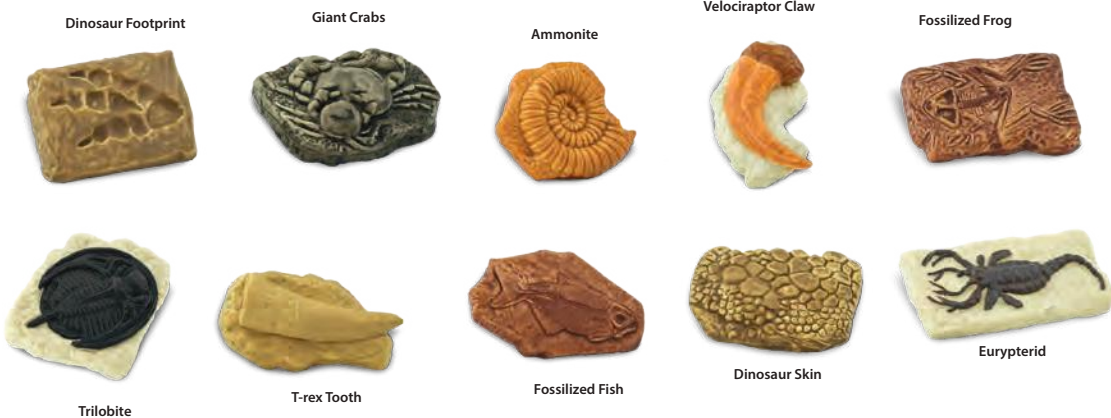 Dinosaur Footprint
Giant Crabs
Ammonite
Velociraptor Claw
Fossilized Frog
Trilobite
T-rex Tooth
Fossilized Fish
Dinosaur Skin
Eurypterid